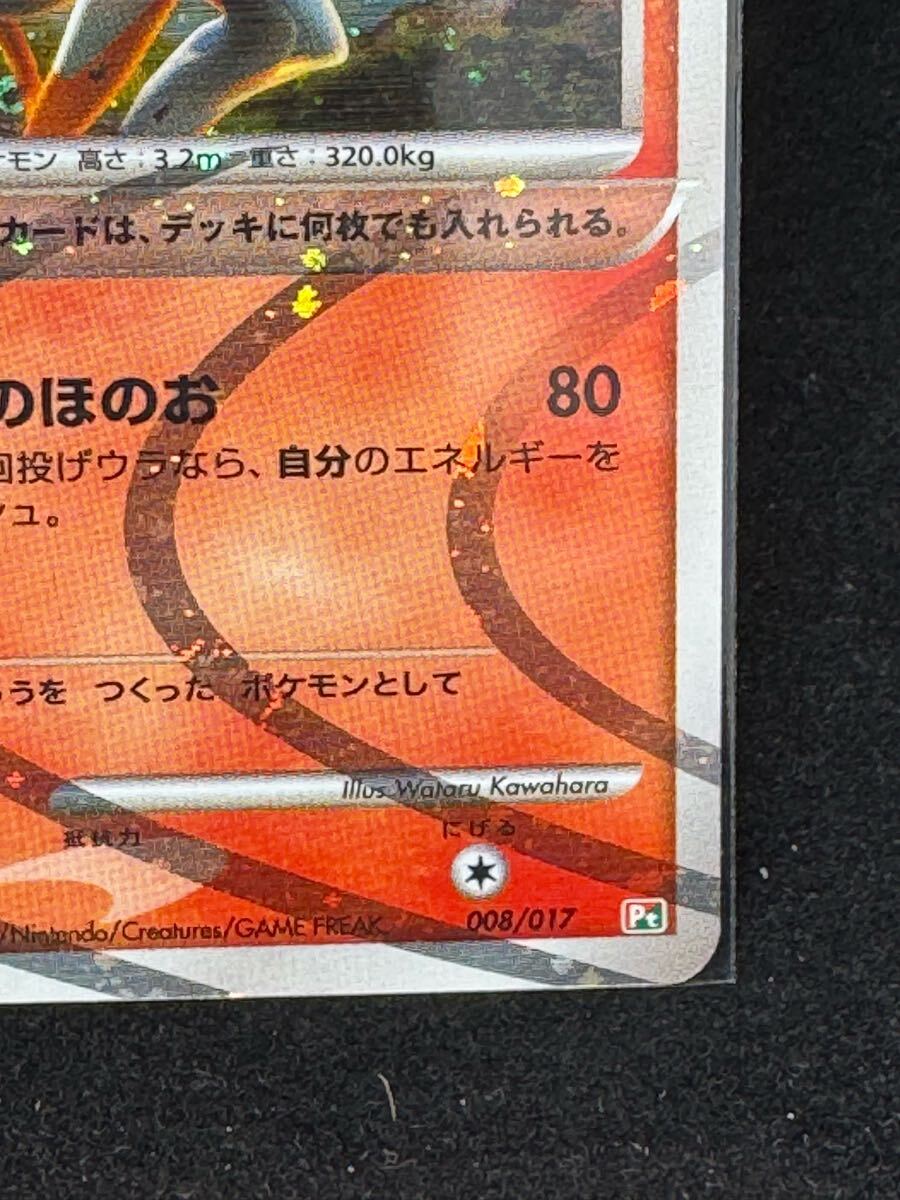 モン 高さ：3.2m 重さ：320.0kg
カードは、デッキに何枚でも入れられる。
のほのお 80
回投げウラなら、自分のエネルギーを
ュ。
うを つくった ポケモンとして
Illus Wataru Kawahara
抵抗力 にげる
/Nintendo/Creatures/GAME FREAK 008/017 Pt